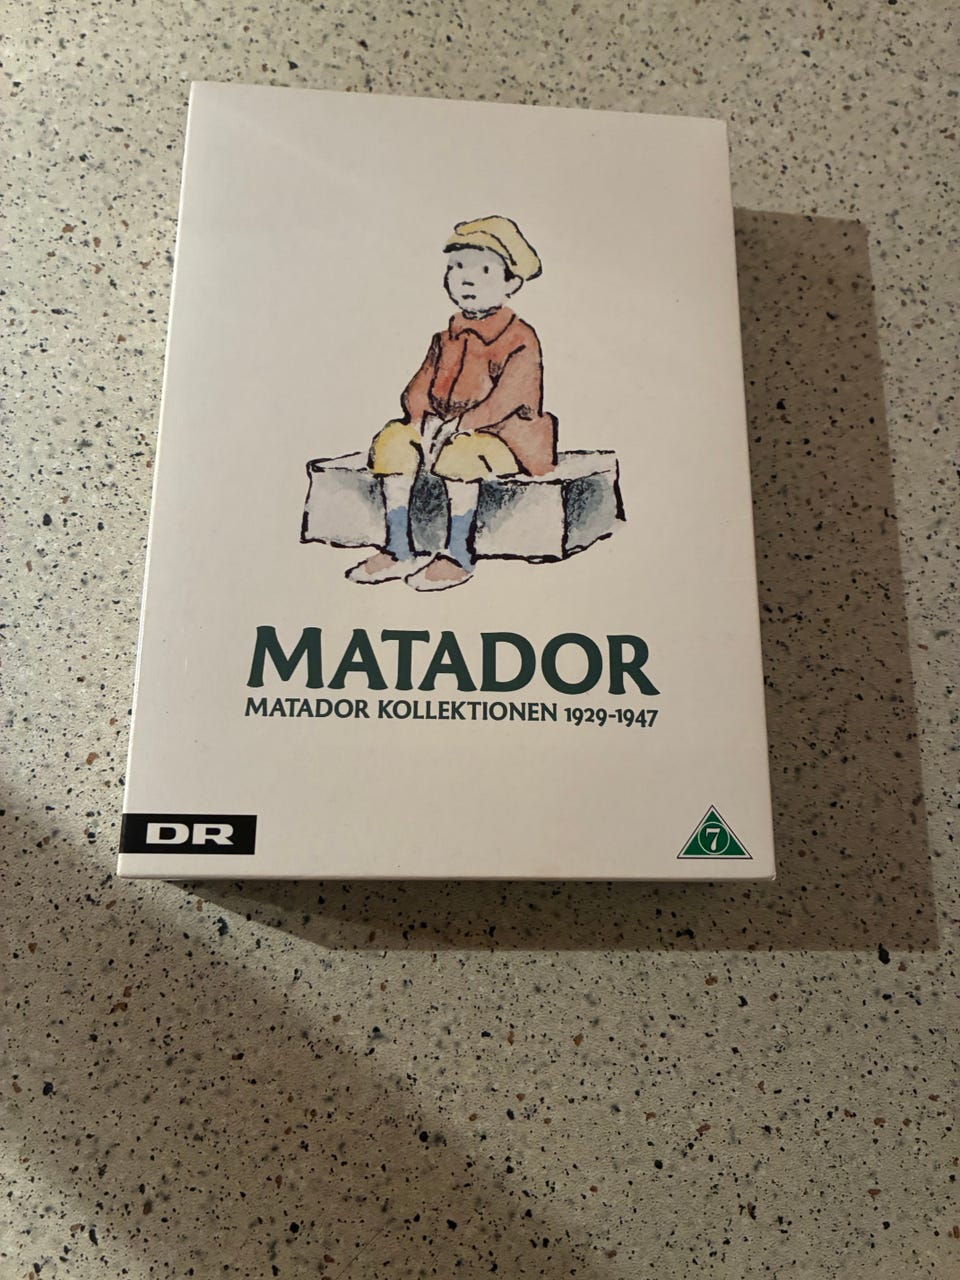 MATADOR
MATADOR KOLLEKTIONEN 1929-1947
DR
7